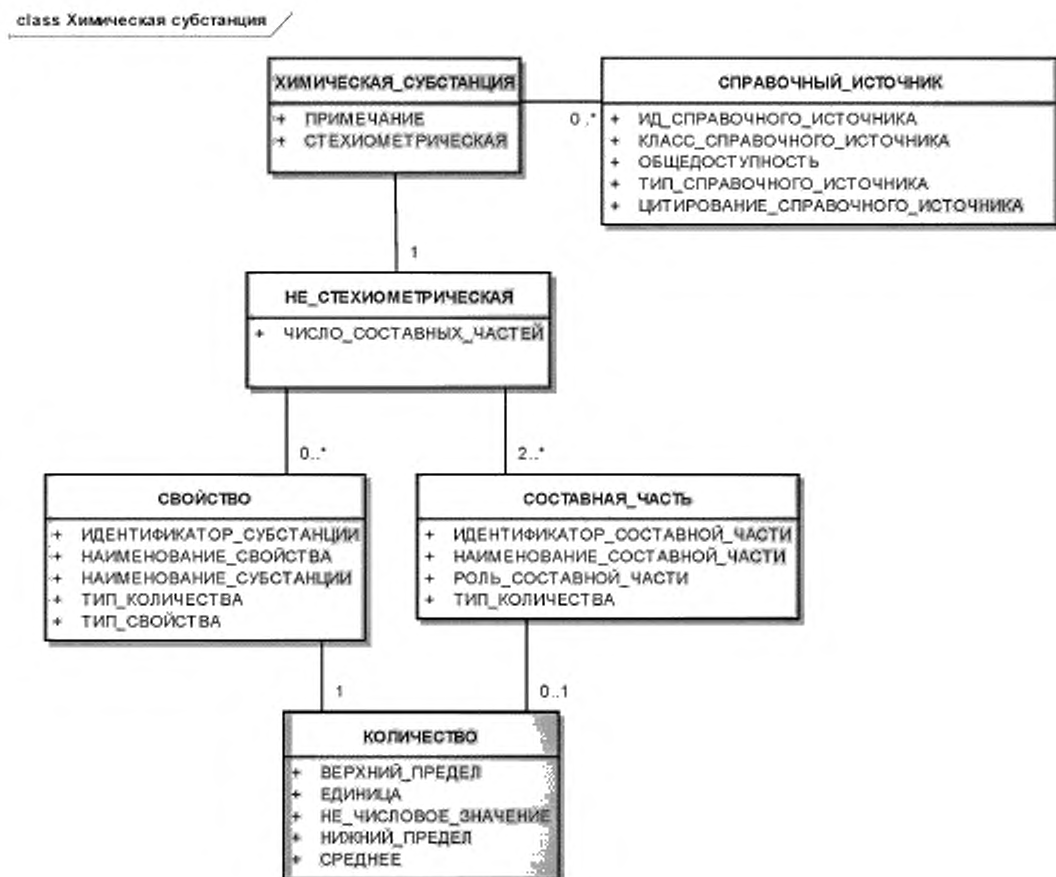 class Химическая субстанция
ХИМИЧЕСКАЯ_СУБСТАНЦИЯ
+ ПРИМЕЧАНИЕ
+ СТЕХИОМЕТРИЧЕСКАЯ
0..*
СПРАВОЧНЫЙ_ИСТОЧНИК
+ ИД_СПРАВОЧНОГО_ИСТОЧНИКА
+ КЛАСС_СПРАВОЧНОГО_ИСТОЧНИКА
+ ОБЩЕДОСТУПНОСТЬ
+ ТИП_СПРАВОЧНОГО_ИСТОЧНИКА
+ ЦИТИРОВАНИЕ_СПРАВОЧНОГО_ИСТОЧНИКА
1
НЕ_СТЕХИОМЕТРИЧЕСКАЯ
+ ЧИСЛО_СОСТАВНЫХ_ЧАСТЕЙ
0..*
2..*
СВОЙСТВО
+ ИДЕНТИФИКАТОР_СУБСТАНЦИИ
+ НАИМЕНОВАНИЕ_СВОЙСТВА
+ НАИМЕНОВАНИЕ_СУБСТАНЦИИ
+ ТИП_КОЛИЧЕСТВА
+ ТИП_СВОЙСТВА
СОСТАВНАЯ_ЧАСТЬ
+ ИДЕНТИФИКАТОР_СОСТАВНОЙ_ЧАСТИ
+ НАИМЕНОВАНИЕ_СОСТАВНОЙ_ЧАСТИ
+ РОЛЬ_СОСТАВНОЙ_ЧАСТИ
+ ТИП_КОЛИЧЕСТВА
1
0..1
КОЛИЧЕСТВО
+ ВЕРХНИЙ_ПРЕДЕЛ
+ ЕДИНИЦА
+ НЕ_ЧИСЛОВОЕ_ЗНАЧЕНИЕ
+ НИЖНИЙ_ПРЕДЕЛ
+ СРЕДНЕЕ